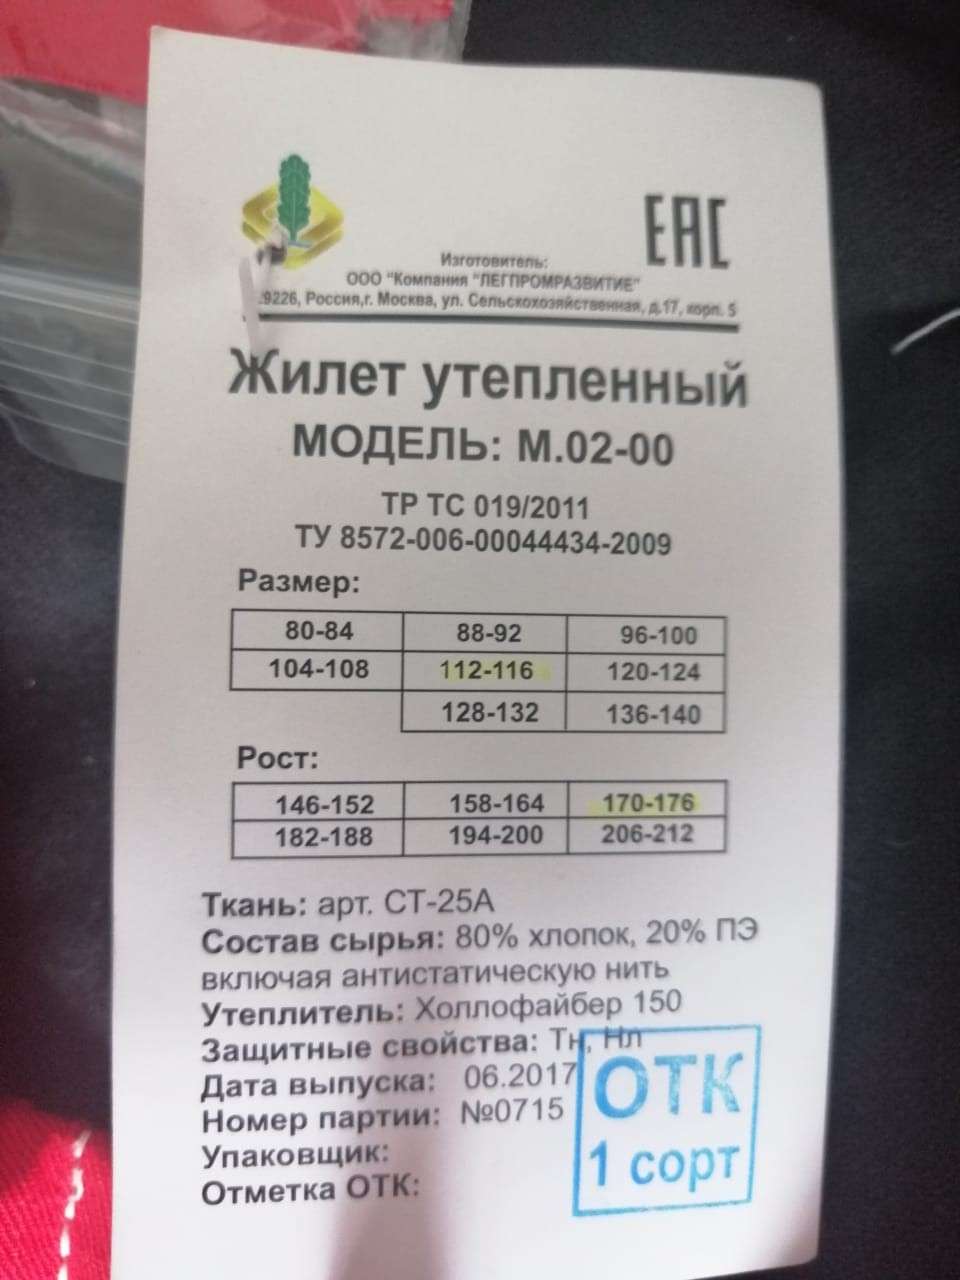 ЕАС
Изготовитель:
ООО "Компания "ЛЕГПРОМРАЗВИТИЕ"
9226, Россия,г. Москва, ул. Сельскохозяйственная, д.17, корп. 5
Жилет утепленный
МОДЕЛЬ: М.02-00
ТР ТС 019/2011
ТУ 8572-006-00044434-2009
Размер:
80-84 88-92 96-100
104-108 112-116 120-124
128-132 136-140
Рост:
146-152 158-164 170-176
182-188 194-200 206-212
Ткань: арт. СТ-25А
Состав сырья: 80% хлопок, 20% ПЭ
включая антистатическую нить
Утеплитель: Холлофайбер 150
Защитные свойства: Тн, Нл
Дата выпуска: 06.2017
Номер партии: №0715
Упаковщик:
Отметка ОТК:
ОТК
1 сорт